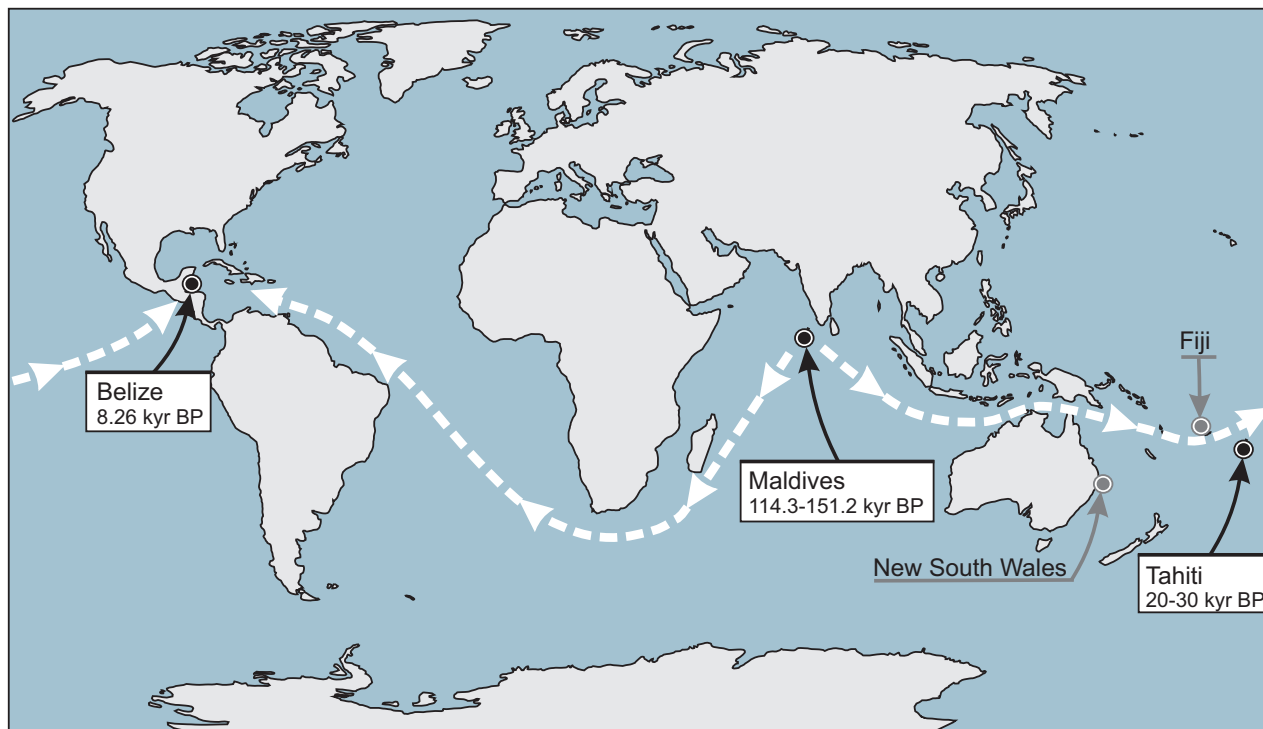 Fiji
Belize
8.26 kyr BP
Maldives
114.3-151.2 kyr BP
New South Wales
Tahiti
20-30 kyr BP